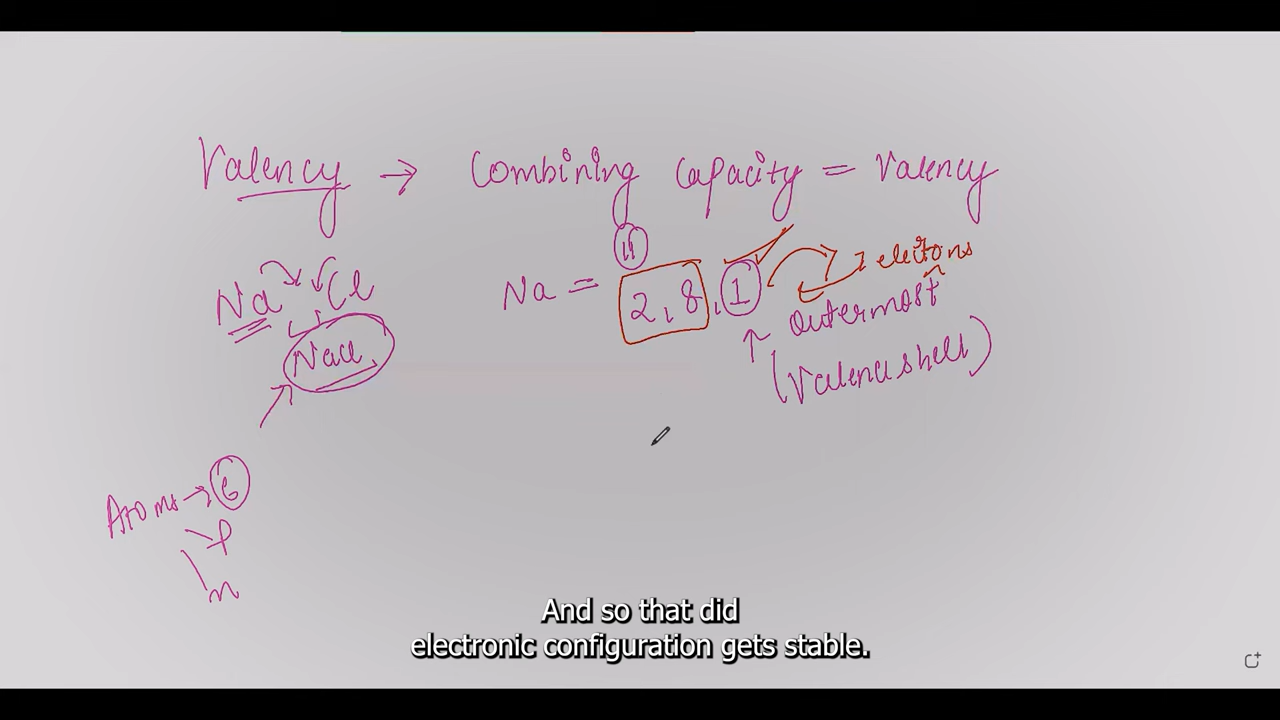 Valency → Combining capacity = Valency
11
Na = 2, 8, 1 electrons
outermost
(Valence shell)
Na Cl
NaCl
Atoms → e
p
n
And so that did
electronic configuration gets stable.